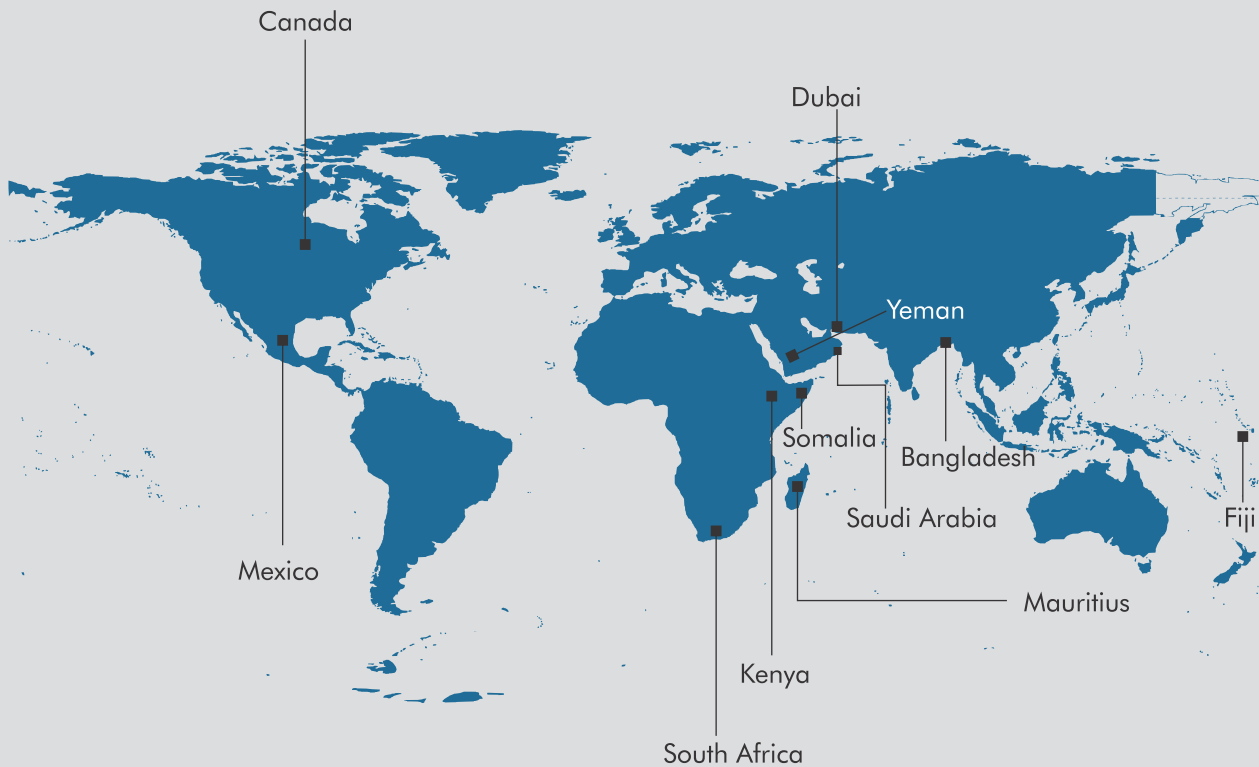 Canada
Dubai
Yeman
Somalia
Bangladesh
Saudi Arabia
Fiji
Mexico
Mauritius
Kenya
South Africa